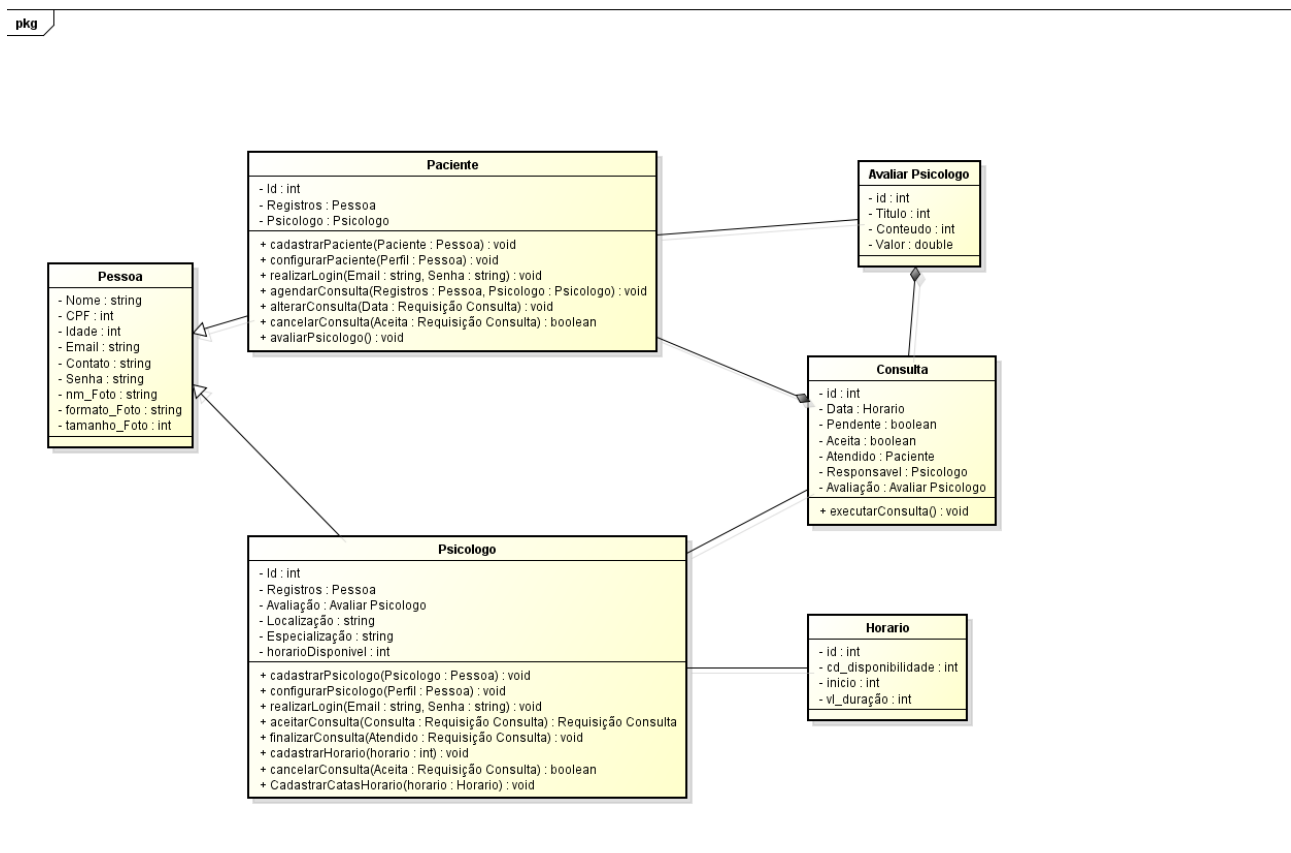 pkg
Paciente
- Id : int
- Registros : Pessoa
- Psicologo : Psicologo
+ cadastrarPaciente(Paciente : Pessoa) : void
+ configurarPaciente(Perfil : Pessoa) : void
+ realizarLogin(Email : string, Senha : string) : void
+ agendarConsulta(Registros : Pessoa, Psicologo : Psicologo) : void
+ alterarConsulta(Data : Requisição Consulta) : void
+ cancelarConsulta(Aceita : Requisição Consulta) : boolean
+ avaliarPsicologo() : void
Avaliar Psicologo
- id : int
- Titulo : int
- Conteudo : int
- Valor : double
Pessoa
- Nome : string
- CPF : int
- Idade : int
- Email : string
- Contato : string
- Senha : string
- nm_Foto : string
- formato_Foto : string
- tamanho_Foto : int
Consulta
- id : int
- Data : Horario
- Pendente : boolean
- Aceita : boolean
- Atendido : Paciente
- Responsavel : Psicologo
- Avaliação : Avaliar Psicologo
+ executarConsulta() : void
Psicologo
- Id : int
- Registros : Pessoa
- Avaliação : Avaliar Psicologo
- Localização : string
- Especialização : string
- horarioDisponivel : int
+ cadastrarPsicologo(Psicologo : Pessoa) : void
+ configurarPsicologo(Perfil : Pessoa) : void
+ realizarLogin(Email : string, Senha : string) : void
+ aceitarConsulta(Consulta : Requisição Consulta) : Requisição Consulta
+ finalizarConsulta(Atendido : Requisição Consulta) : void
+ cadastrarHorario(horario : int) : void
+ cancelarConsulta(Aceita : Requisição Consulta) : boolean
+ CadastrarCatasHorario(horario : Horario) : void
Horario
- id : int
- cd_disponibilidade : int
- inicio : int
- vl_duração : int